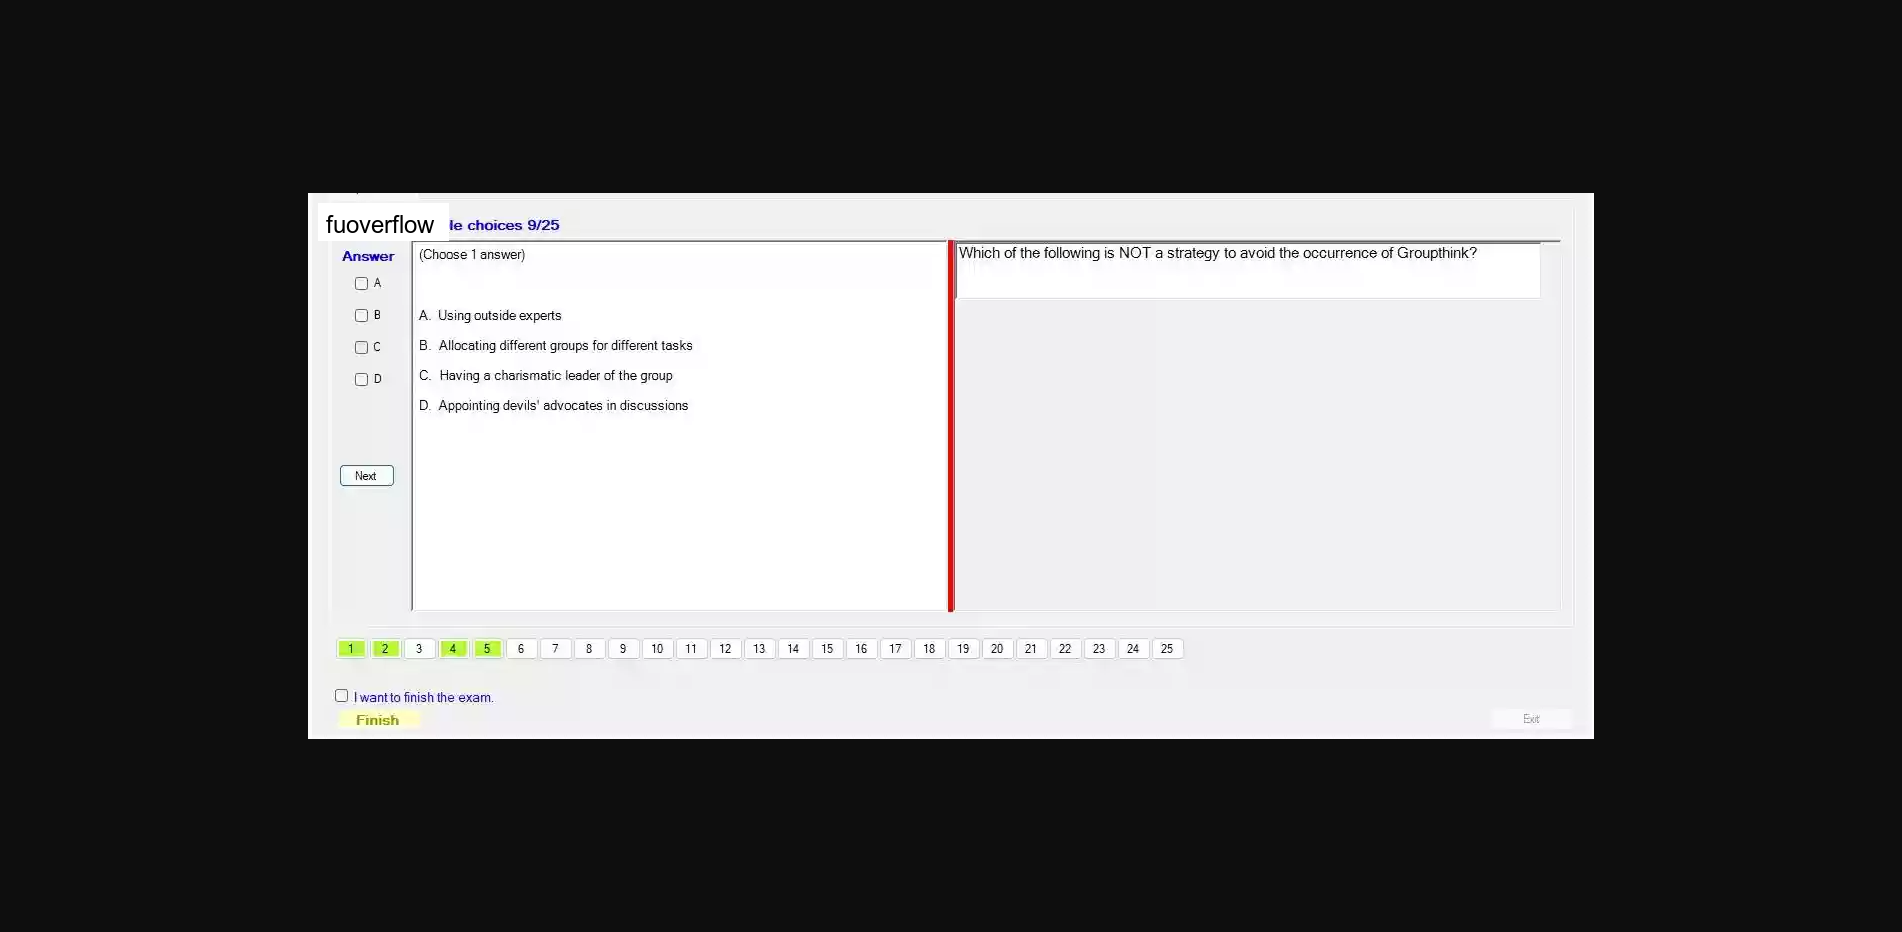 fuoverflow le choices 9/25
Answer
(Choose 1 answer)
Which of the following is NOT a strategy to avoid the occurrence of Groupthink?
A
B
C
D
A. Using outside experts
B. Allocating different groups for different tasks
C. Having a charismatic leader of the group
D. Appointing devils' advocates in discussions
Next
1 2 3 4 5 6 7 8 9 10 11 12 13 14 15 16 17 18 19 20 21 22 23 24 25
I want to finish the exam.
Finish
Exit